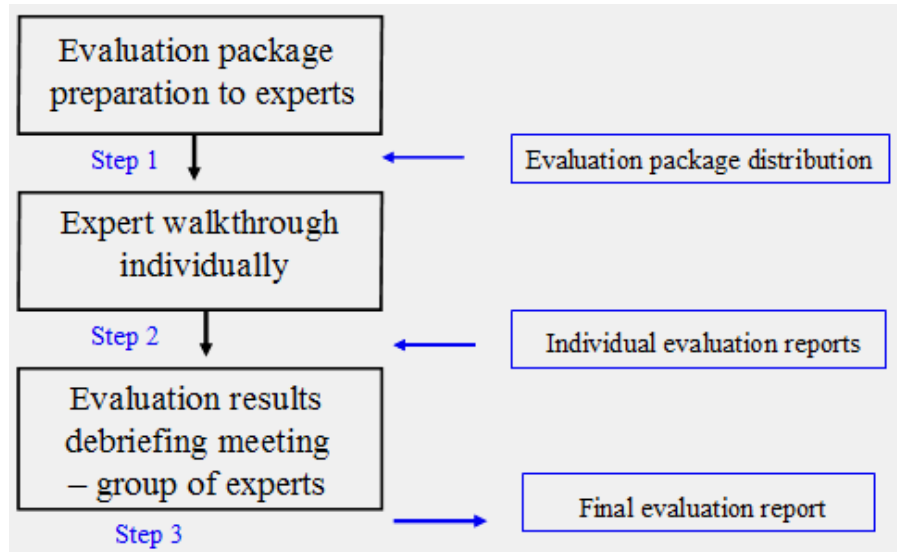 Evaluation package
preparation to experts
Step 1
Evaluation package distribution
Expert walkthrough
individually
Step 2
Individual evaluation reports
Evaluation results
debriefing meeting
– group of experts
Step 3
Final evaluation report